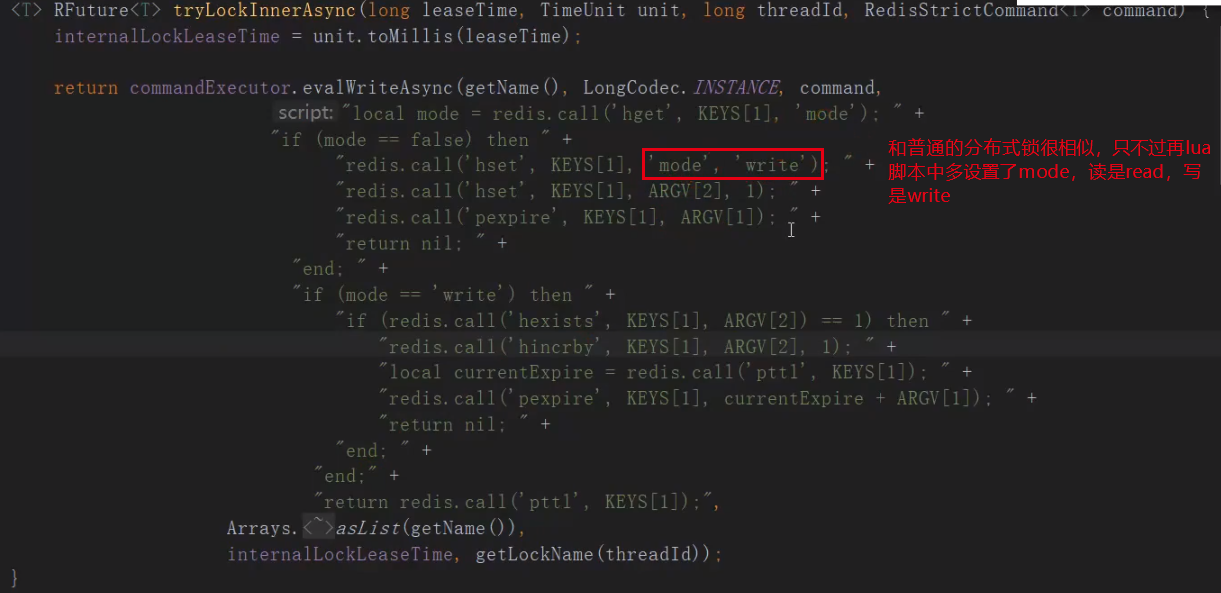 <T> RFuture<T> tryLockInnerAsync(long leaseTime, TimeUnit unit, long threadId, RedisStrictCommand<T> command) {
internalLockLeaseTime = unit.toMillis(leaseTime);
return commandExecutor.evalWriteAsync(getName(), LongCodec.INSTANCE, command,
script: "local mode = redis.call('hget', KEYS[1], 'mode'); " +
"if (mode == false) then " +
"redis.call('hset', KEYS[1], 'mode', 'write'); " +
"redis.call('hset', KEYS[1], ARGV[2], 1); " +
"redis.call('pexpire', KEYS[1], ARGV[1]); " +
"return nil; " +
"end; " +
"if (mode == 'write') then " +
"if (redis.call('hexists', KEYS[1], ARGV[2]) == 1) then " +
"redis.call('hincrby', KEYS[1], ARGV[2], 1); " +
"local currentExpire = redis.call('pttl', KEYS[1]); " +
"redis.call('pexpire', KEYS[1], currentExpire + ARGV[1]); " +
"return nil; " +
"end; " +
"end;" +
"return redis.call('pttl', KEYS[1]);",
Arrays.<~>asList(getName()),
internalLockLeaseTime, getLockName(threadId));
}
和普通的分布式锁很相似，只不过再lua
脚本中多设置了mode，读是read，写
是write